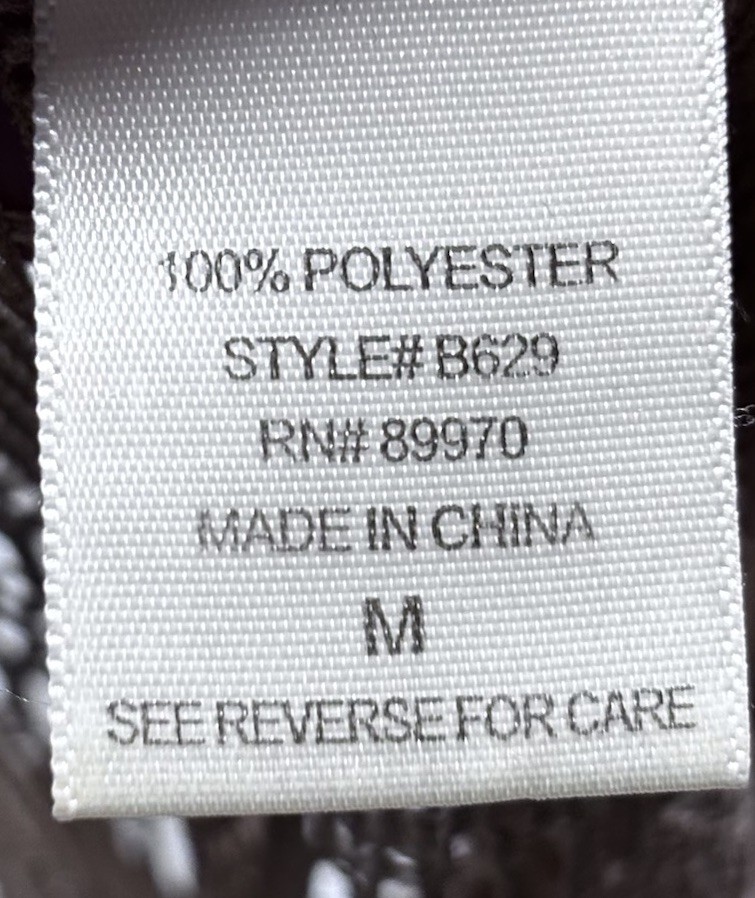 100% POLYESTER
STYLE# B629
RN# 89970
MADE IN CHINA
M
SEE REVERSE FOR CARE